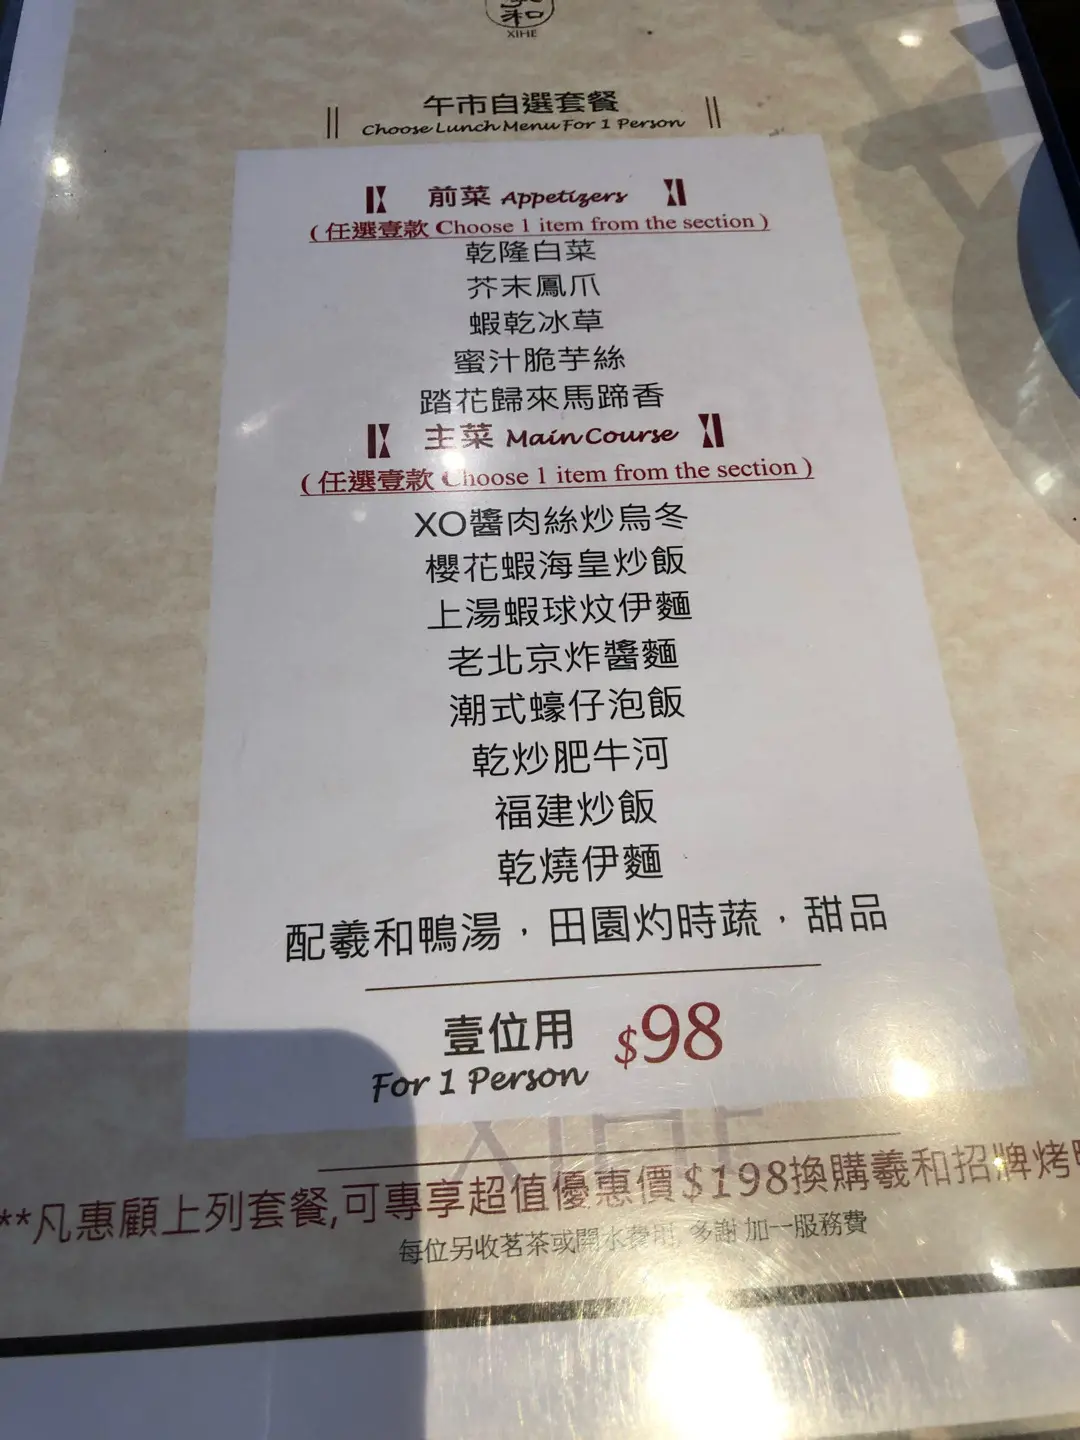 和
XIHE
午市自選套餐
Choose Lunch Menu For 1 Person
前菜 Appetizers
(任選壹款 Choose 1 item from the section)
乾隆白菜
芥末鳳爪
蝦乾冰草
蜜汁脆芋絲
踏花歸來馬蹄香
主菜 Main Course
(任選壹款 Choose 1 item from the section)
XO醬肉絲炒烏冬
櫻花蝦海皇炒飯
上湯蝦球炆伊麵
老北京炸醬麵
潮式蠔仔泡飯
乾炒肥牛河
福建炒飯
乾燒伊麵
配羲和鴨湯，田園灼時蔬，甜品
壹位用 $98
For 1 Person
XIHE
**凡惠顧上列套餐,可專享超值優惠價$198換購羲和招牌烤
每位另收茗茶或開水費用, 多謝加一服務費